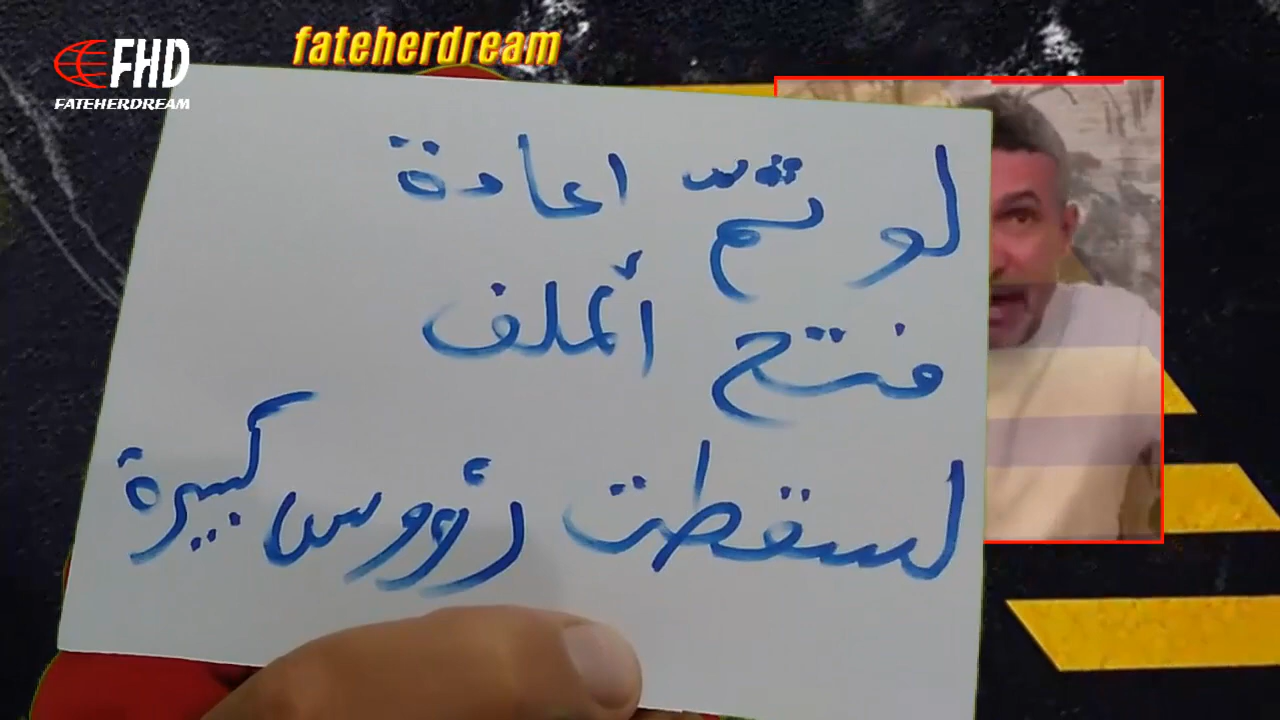 FHD
FATEHERDREAM
fateherdream
لو تمّ اعادة
فتح الملف
لسقطت رؤوس كبيرة